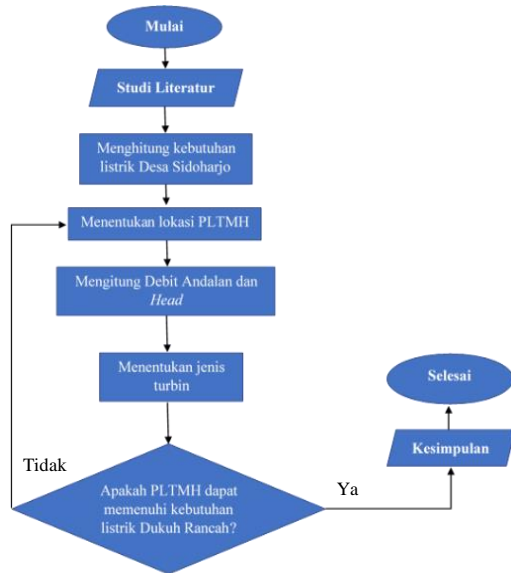 Mulai
Studi Literatur
Menghitung kebutuhan
listrik Desa Sidoharjo
Menentukan lokasi PLTMH
Mengitung Debit Andalan dan
Head
Menentukan jenis
turbin
Apakah PLTMH dapat
memenuhi kebutuhan
listrik Dukuh Rancah?
Tidak
Ya
Kesimpulan
Selesai